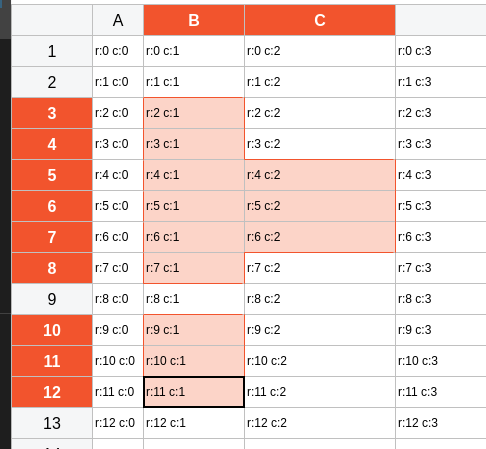 A B C
1 r:0 c:0 r:0 c:1 r:0 c:2 r:0 c:3
2 r:1 c:0 r:1 c:1 r:1 c:2 r:1 c:3
3 r:2 c:0 r:2 c:1 r:2 c:2 r:2 c:3
4 r:3 c:0 r:3 c:1 r:3 c:2 r:3 c:3
5 r:4 c:0 r:4 c:1 r:4 c:2 r:4 c:3
6 r:5 c:0 r:5 c:1 r:5 c:2 r:5 c:3
7 r:6 c:0 r:6 c:1 r:6 c:2 r:6 c:3
8 r:7 c:0 r:7 c:1 r:7 c:2 r:7 c:3
9 r:8 c:0 r:8 c:1 r:8 c:2 r:8 c:3
10 r:9 c:0 r:9 c:1 r:9 c:2 r:9 c:3
11 r:10 c:0 r:10 c:1 r:10 c:2 r:10 c:3
12 r:11 c:0 r:11 c:1 r:11 c:2 r:11 c:3
13 r:12 c:0 r:12 c:1 r:12 c:2 r:12 c:3